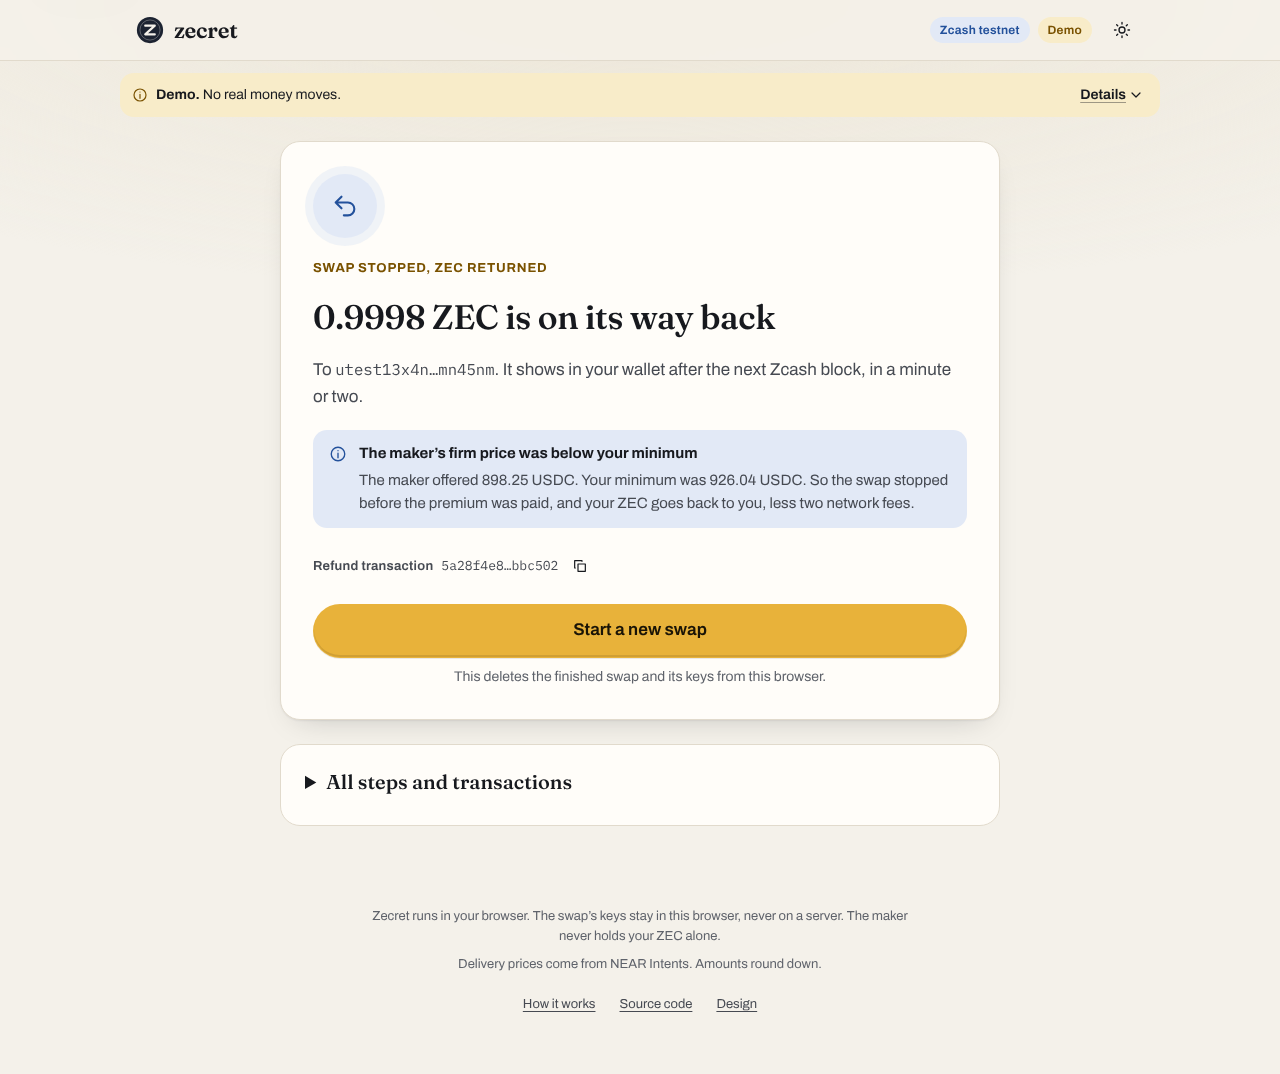 zecret
Zcash testnet
Demo
Demo. No real money moves.
Details
SWAP STOPPED, ZEC RETURNED
0.9998 ZEC is on its way back
To utest13x4n…mn45nm. It shows in your wallet after the next Zcash block, in a minute
or two.
The maker’s firm price was below your minimum
The maker offered 898.25 USDC. Your minimum was 926.04 USDC. So the swap stopped
before the premium was paid, and your ZEC goes back to you, less two network fees.
Refund transaction 5a28f4e8…bbc502
Start a new swap
This deletes the finished swap and its keys from this browser.
All steps and transactions
Zecret runs in your browser. The swap’s keys stay in this browser, never on a server. The maker
never holds your ZEC alone.
Delivery prices come from NEAR Intents. Amounts round down.
How it works
Source code
Design